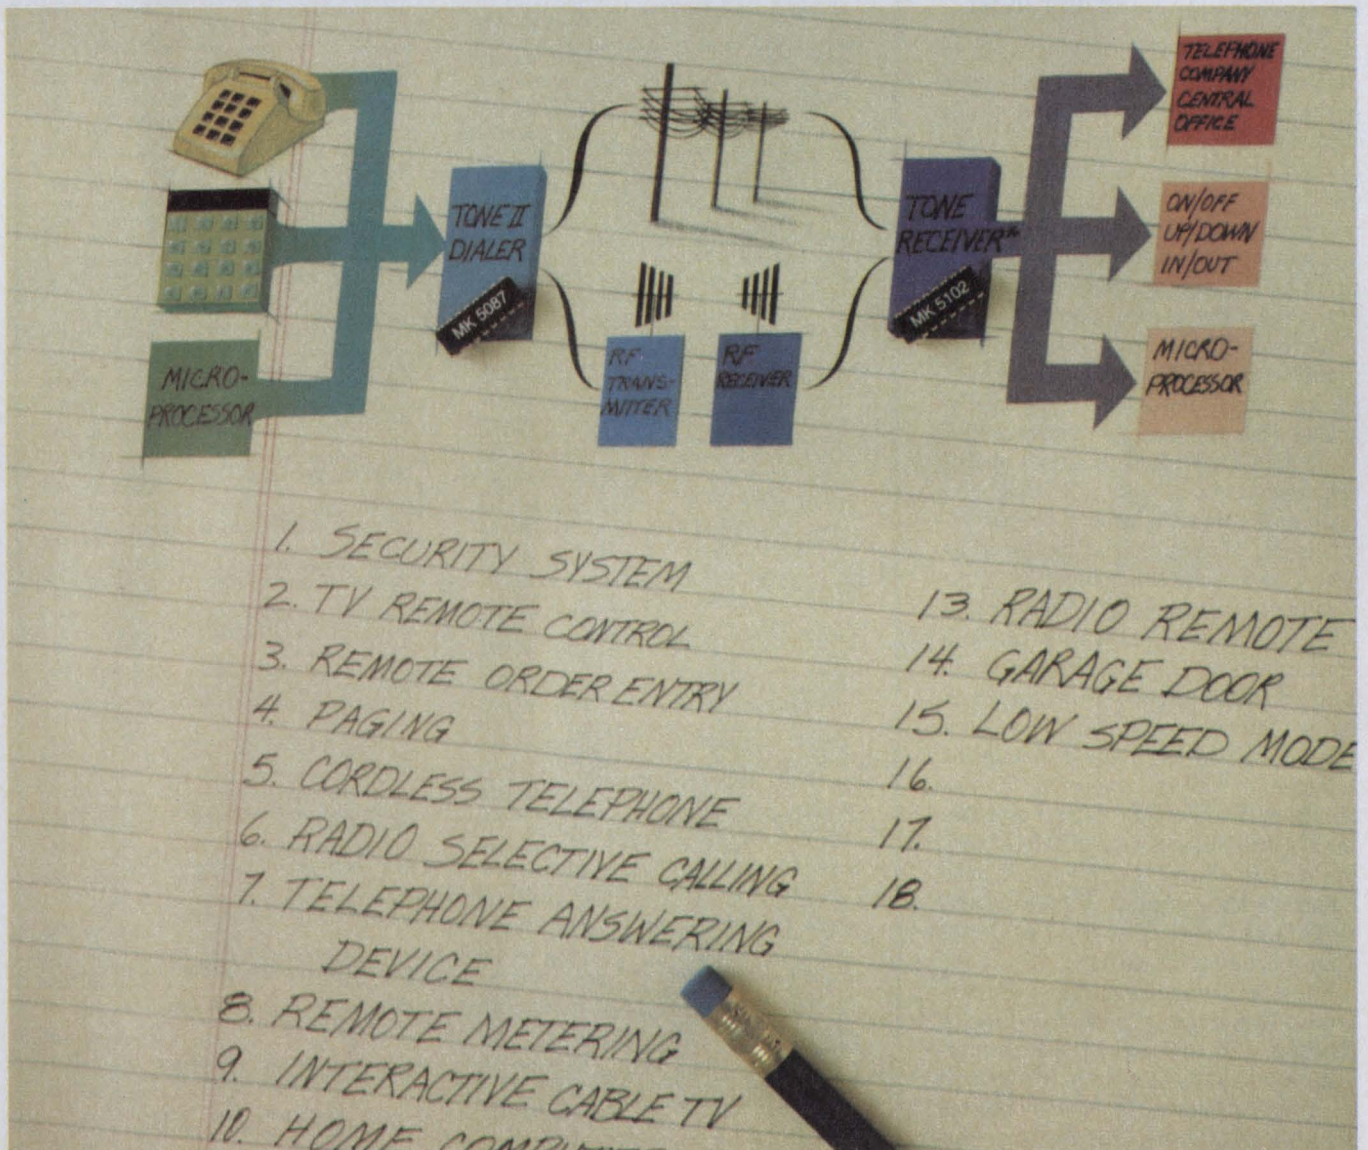 TELEPHONE
COMPANY
CENTRAL
OFFICE
TONE II
DIALER
MK 5087
TONE
RECEIVER™
MK 5102
ON/OFF
UP/DOWN
IN/OUT
MICRO-
PROCESSOR
RF
TRANS-
MITTER
RF
RECEIVER
MICRO-
PROCESSOR
1. SECURITY SYSTEM
2. TV REMOTE CONTROL
3. REMOTE ORDER ENTRY
4. PAGING
5. CORDLESS TELEPHONE
6. RADIO SELECTIVE CALLING
7. TELEPHONE ANSWERING
DEVICE
8. REMOTE METERING
9. INTERACTIVE CABLE TV
10. HOME
13. RADIO REMOTE
14. GARAGE DOOR
15. LOW SPEED MODE
16.
17.
18.